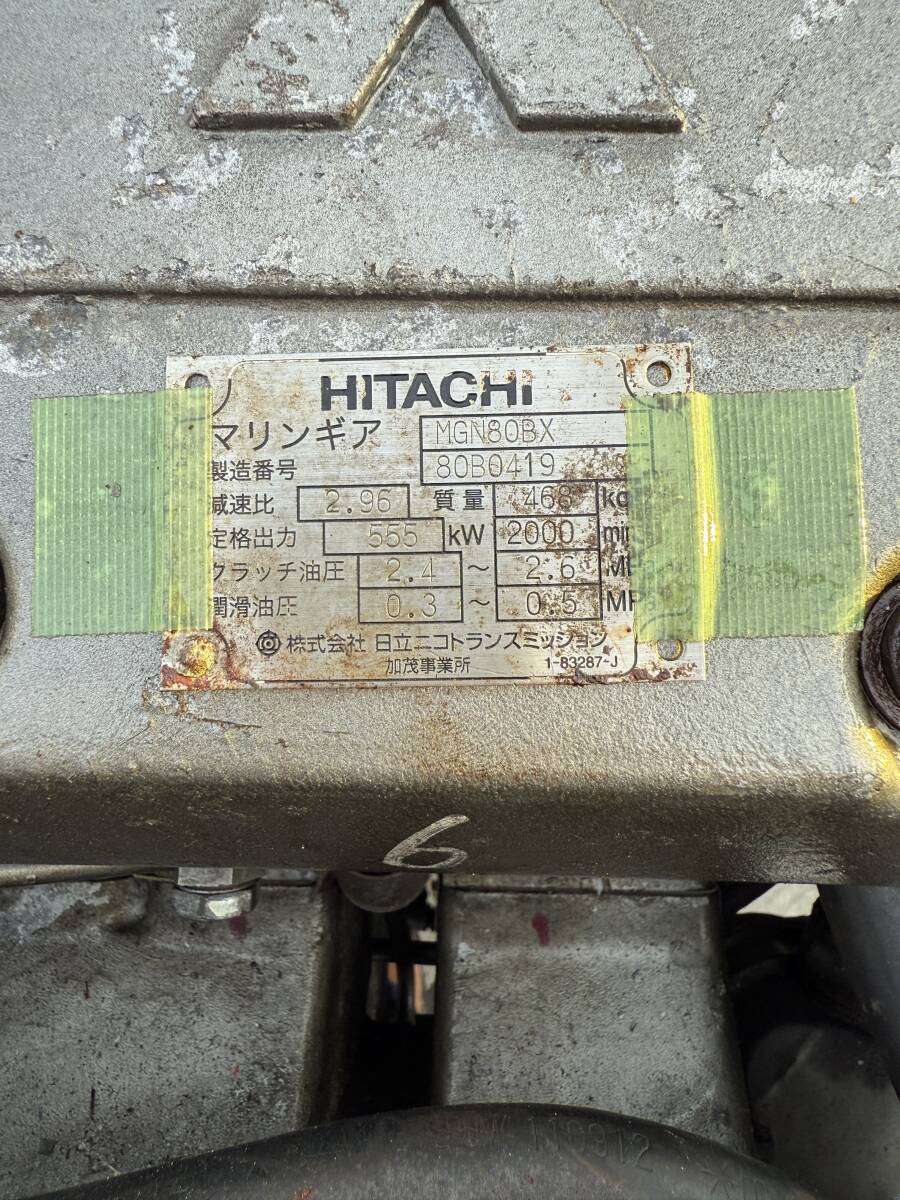 HITACHI
マリンギア MGN80BX
製造番号 80B0419
減速比 2.96 質量 468 kg
定格出力 555 kW 2000 min
クラッチ油圧 2.4 ～ 2.6 MP
潤滑油圧 0.3 ～ 0.5 MP
株式会社 日立ニコトランスミッション
加茂事業所 1-83287-J
6